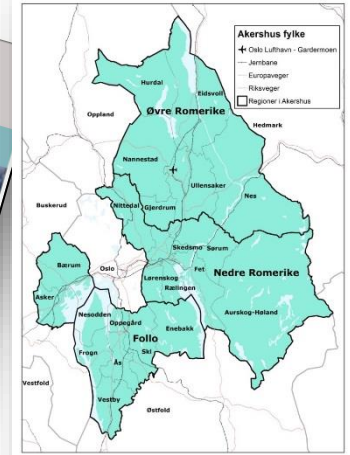 Akershus fylke
Oslo Lufthavn - Gardermoen
Jernbane
Europaveger
Riksveger
Regioner i Akershus
Hurdal
Eidsvoll
Øvre Romerike
Oppland
Hedmark
Nannestad
Ullensaker
Nes
Nittedal
Gjerdrum
Buskerud
Skedsmo
Sørum
Bærum
Oslo
Lørenskog
Fet
Nedre Romerike
Rælingen
Asker
Aurskog-Høland
Nesodden
Oppegård
Enebakk
Follo
Frogn
Ås
Ski
Vestby
Vestfold
Østfold